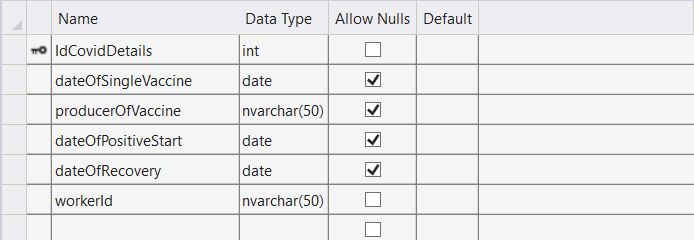 Name Data Type Allow Nulls Default
IdCovidDetails int
dateOfSingleVaccine date
producerOfVaccine nvarchar(50)
dateOfPositiveStart date
dateOfRecovery date
workerId nvarchar(50)